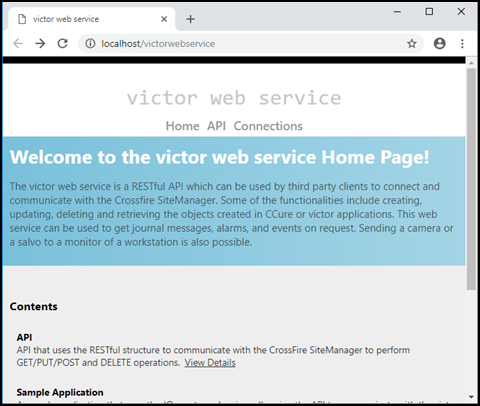 victor web service
localhost/victorwebservice
victor web service
Home API Connections
Welcome to the victor web service Home Page!
The victor web service is a RESTful API which can be used by third party clients to connect and
communicate with the Crossfire SiteManager. Some of the functionalities include creating,
updating, deleting and retrieving the objects created in CCure or victor applications. This web
service can be used to get journal messages, alarms, and events on request. Sending a camera or
a salvo to a monitor of a workstation is also possible.
Contents
API
API that uses the RESTful structure to communicate with the CrossFire SiteManager to perform
GET/PUT/POST and DELETE operations. View Details
Sample Application